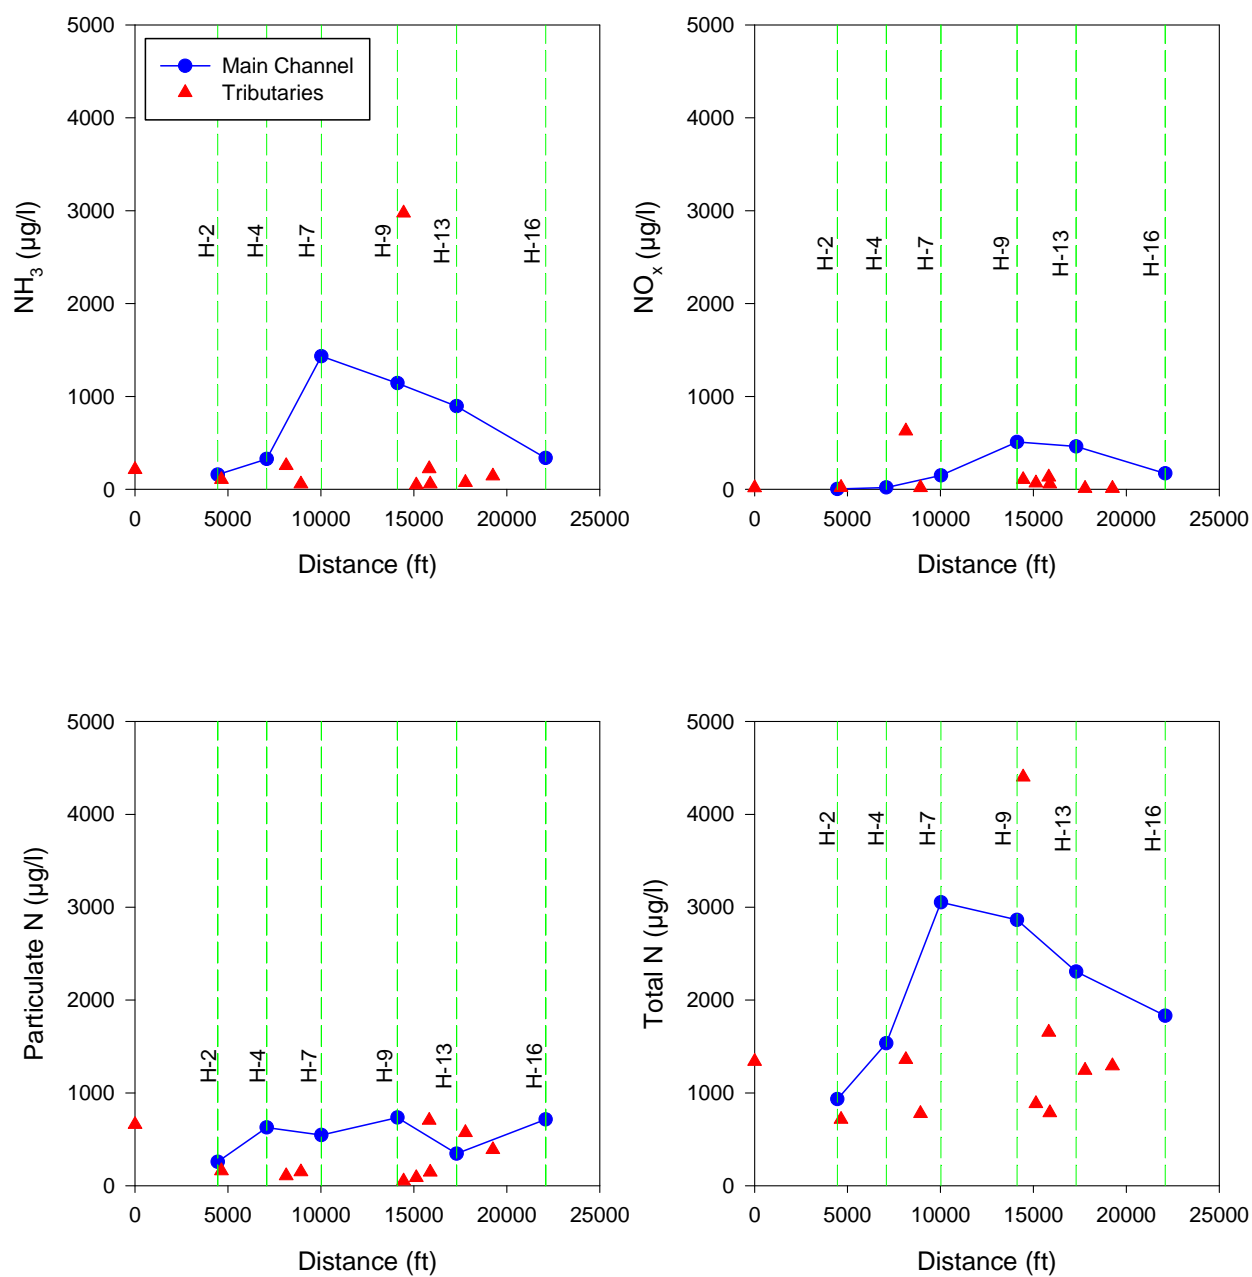 5000
4000
3000
2000
1000
0
NH3 (µg/l)
Main Channel
Tributaries
H-2
H-4
H-7
H-9
H-13
H-16
0 5000 10000 15000 20000 25000
Distance (ft)
5000
4000
3000
2000
1000
0
NOx (µg/l)
H-2
H-4
H-7
H-9
H-13
H-16
0 5000 10000 15000 20000 25000
Distance (ft)
5000
4000
3000
2000
1000
0
Particulate N (µg/l)
H-2
H-4
H-7
H-9
H-13
H-16
0 5000 10000 15000 20000 25000
Distance (ft)
5000
4000
3000
2000
1000
0
Total N (µg/l)
H-2
H-4
H-7
H-9
H-13
H-16
0 5000 10000 15000 20000 25000
Distance (ft)